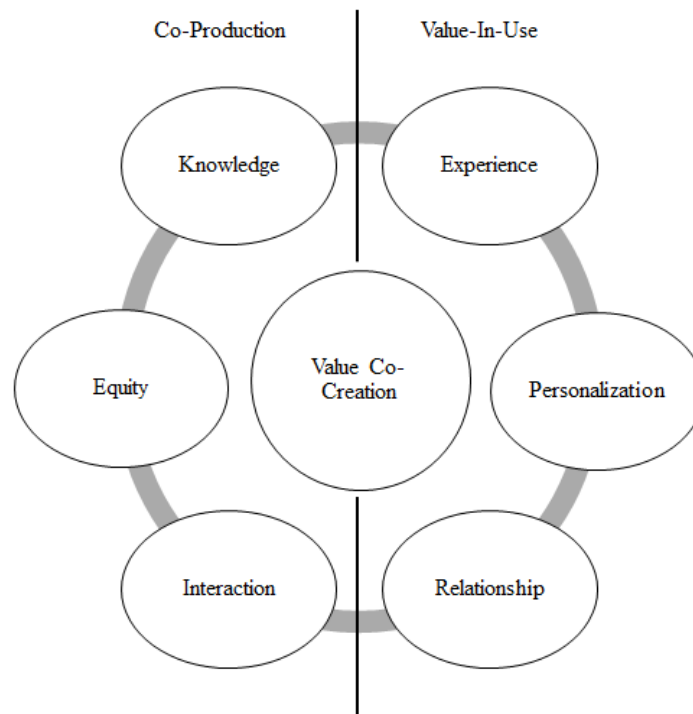 Co-Production
Value-In-Use
Knowledge
Experience
Value Co-
Creation
Equity
Personalization
Interaction
Relationship